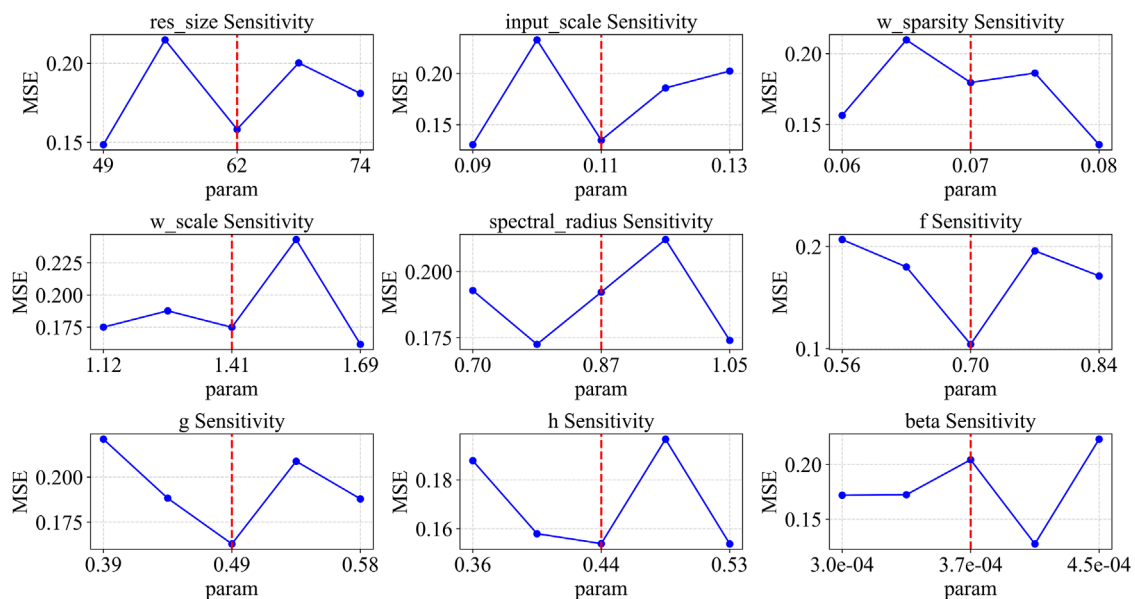 res_size Sensitivity
MSE
0.20
0.15
49 62 74
param
input_scale Sensitivity
MSE
0.20
0.15
0.09 0.11 0.13
param
w_sparsity Sensitivity
MSE
0.20
0.15
0.06 0.07 0.08
param
w_scale Sensitivity
MSE
0.225
0.200
0.175
1.12 1.41 1.69
param
spectral_radius Sensitivity
MSE
0.200
0.175
0.70 0.87 1.05
param
f Sensitivity
MSE
0.2
0.1
0.56 0.70 0.84
param
g Sensitivity
MSE
0.200
0.175
0.39 0.49 0.58
param
h Sensitivity
MSE
0.18
0.16
0.36 0.44 0.53
param
beta Sensitivity
MSE
0.20
0.15
3.0e-04 3.7e-04 4.5e-04
param